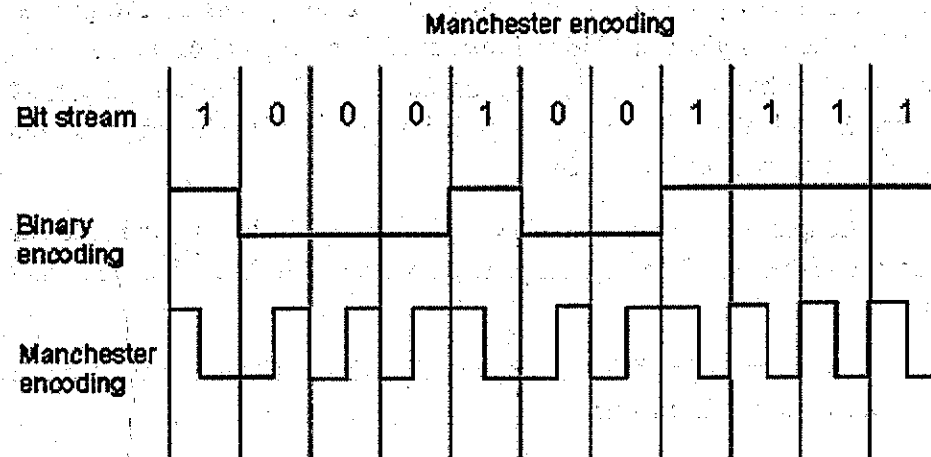 Manchester encoding
Bit stream 1 0 0 0 1 0 0 1 1 1 1
Binary
encoding
Manchester
encoding